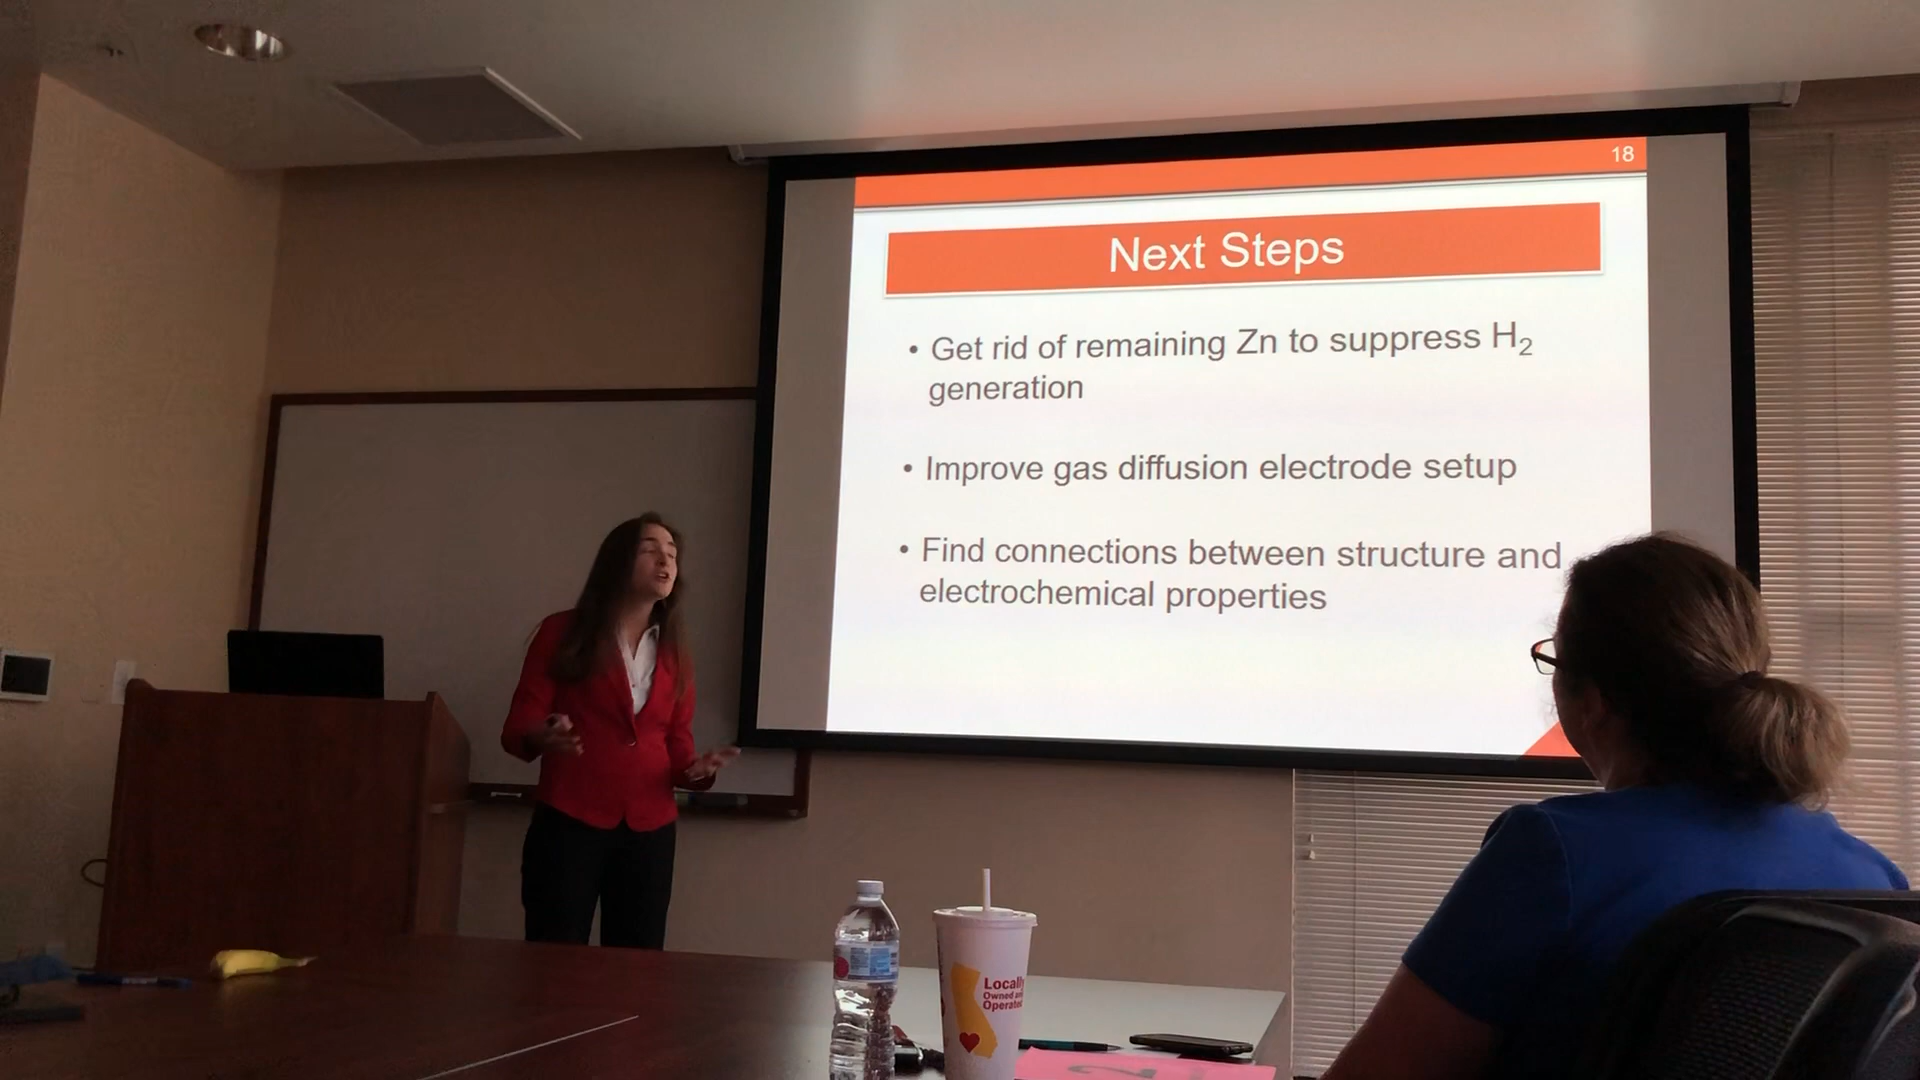 18
Next Steps
• Get rid of remaining Zn to suppress H₂
generation
• Improve gas diffusion electrode setup
• Find connections between structure and
electrochemical properties
Locally
Owned and
Operated